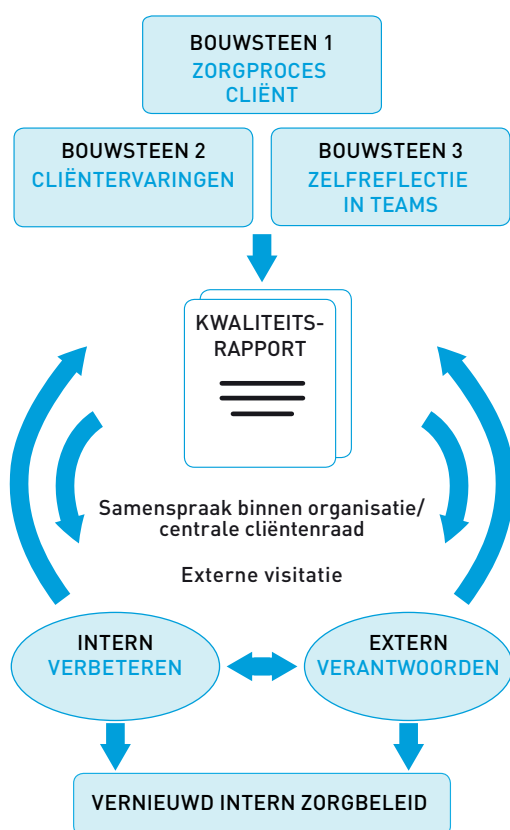 BOUWSTEEN 1
ZORGPROCES
CLIËNT
BOUWSTEEN 2
CLIËNTERVARINGEN
BOUWSTEEN 3
ZELFREFLECTIE
IN TEAMS
KWALITEITS-
RAPPORT
Samenspraak binnen organisatie/
centrale cliëntenraad
Externe visitatie
INTERN
VERBETEREN
EXTERN
VERANTWOORDEN
VERNIEUWD INTERN ZORGBELEID